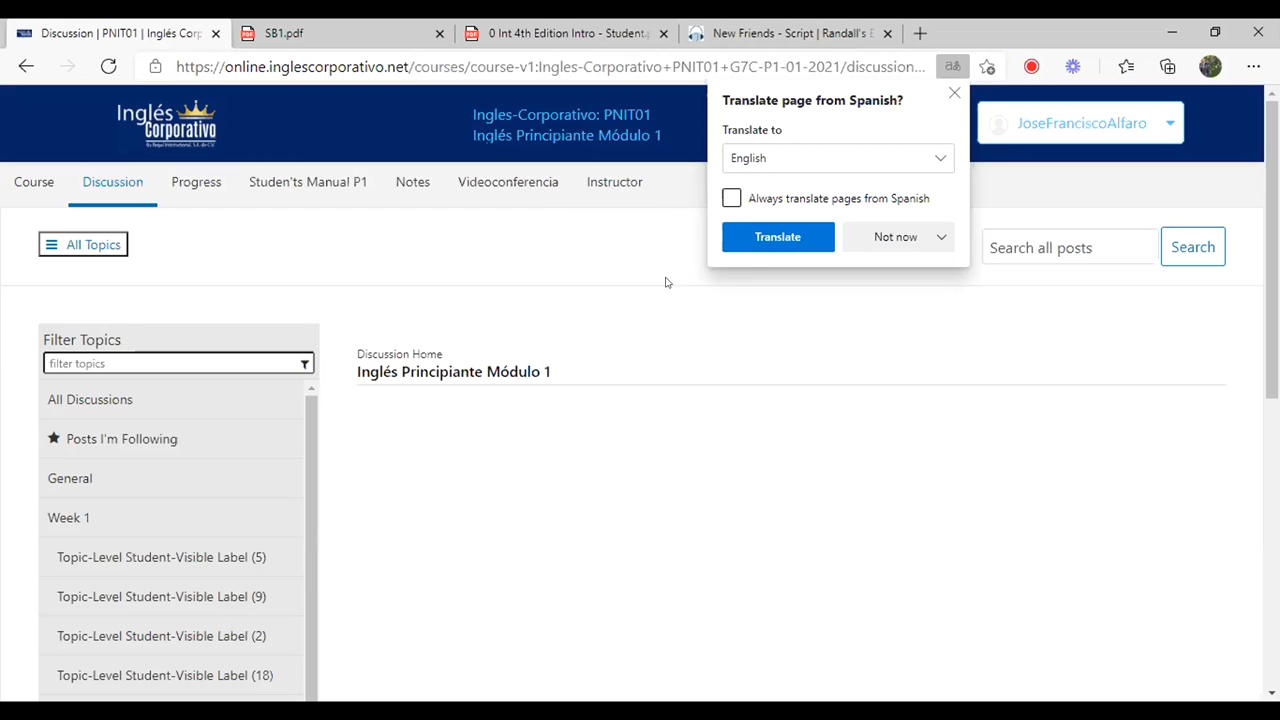 Discussion | PNIT01 | Inglés Corp
SB1.pdf
0 Int 4th Edition Intro - Student.p
New Friends - Script | Randall's E
https://online.inglescorporativo.net/courses/course-v1:Ingles-Corporativo+PNIT01+G7C-P1-01-2021/discussion...
Translate page from Spanish?
Translate to
English
Always translate pages from Spanish
Translate
Not now
Inglés
Corporativo
Ingles-Corporativo: PNIT01
Inglés Principiante Módulo 1
JoseFranciscoAlfaro
Course
Discussion
Progress
Studen'ts Manual P1
Notes
Videoconferencia
Instructor
All Topics
Search all posts
Search
Filter Topics
filter topics
All Discussions
Posts I'm Following
General
Week 1
Topic-Level Student-Visible Label (5)
Topic-Level Student-Visible Label (9)
Topic-Level Student-Visible Label (2)
Topic-Level Student-Visible Label (18)
Discussion Home
Inglés Principiante Módulo 1